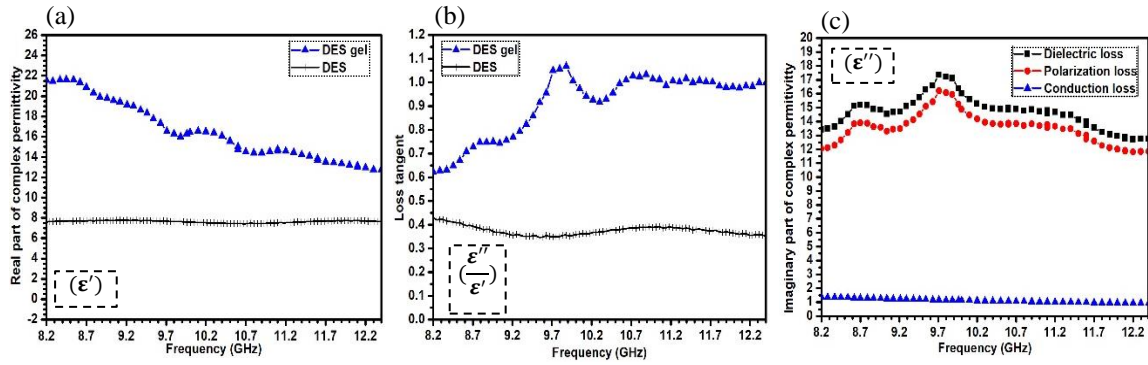 (a)
(b)
(c)
Real part of complex permittivity
26
24
22
20
18
16
14
12
10
8
6
4
2
0
-2
DES gel
DES
(ε′)
8.2 8.7 9.2 9.7 10.2 10.7 11.2 11.7 12.2
Frequency (GHz)
Loss tangent
1.2
1.1
1.0
0.9
0.8
0.7
0.6
0.5
0.4
0.3
0.2
0.1
0.0
DES gel
DES
(ε″/ε′)
8.2 8.7 9.2 9.7 10.2 10.7 11.2 11.7 12.2
Frequency (GHz)
Imaginary part of complex permittivity
20
19
18
17
16
15
14
13
12
11
10
9
8
7
6
5
4
3
2
1
0
(ε″)
Dielectric loss
Polarization loss
Conduction loss
8.2 8.7 9.2 9.7 10.2 10.7 11.2 11.7 12.2
Frequency (GHz)